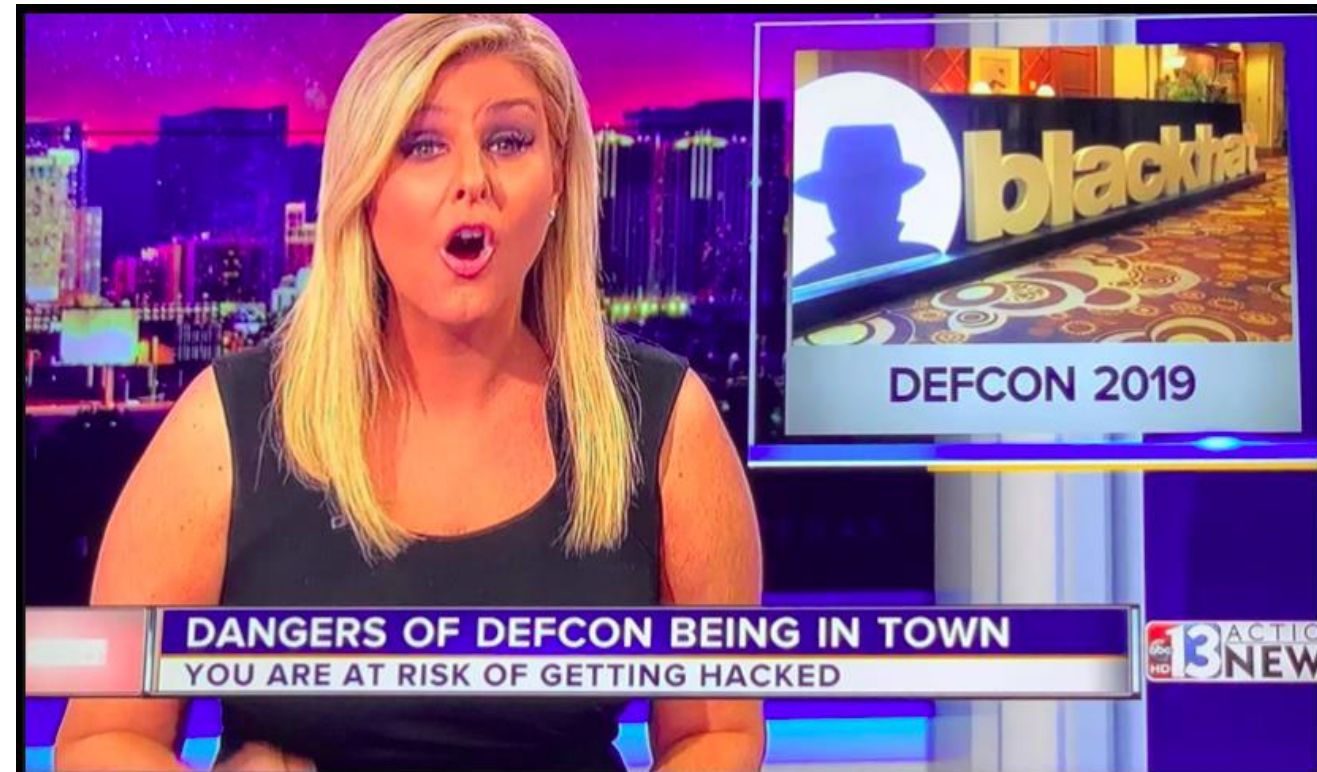 blackhat
DEFCON 2019
DANGERS OF DEFCON BEING IN TOWN
YOU ARE AT RISK OF GETTING HACKED
abc
HD
13
ACTIO
NEW